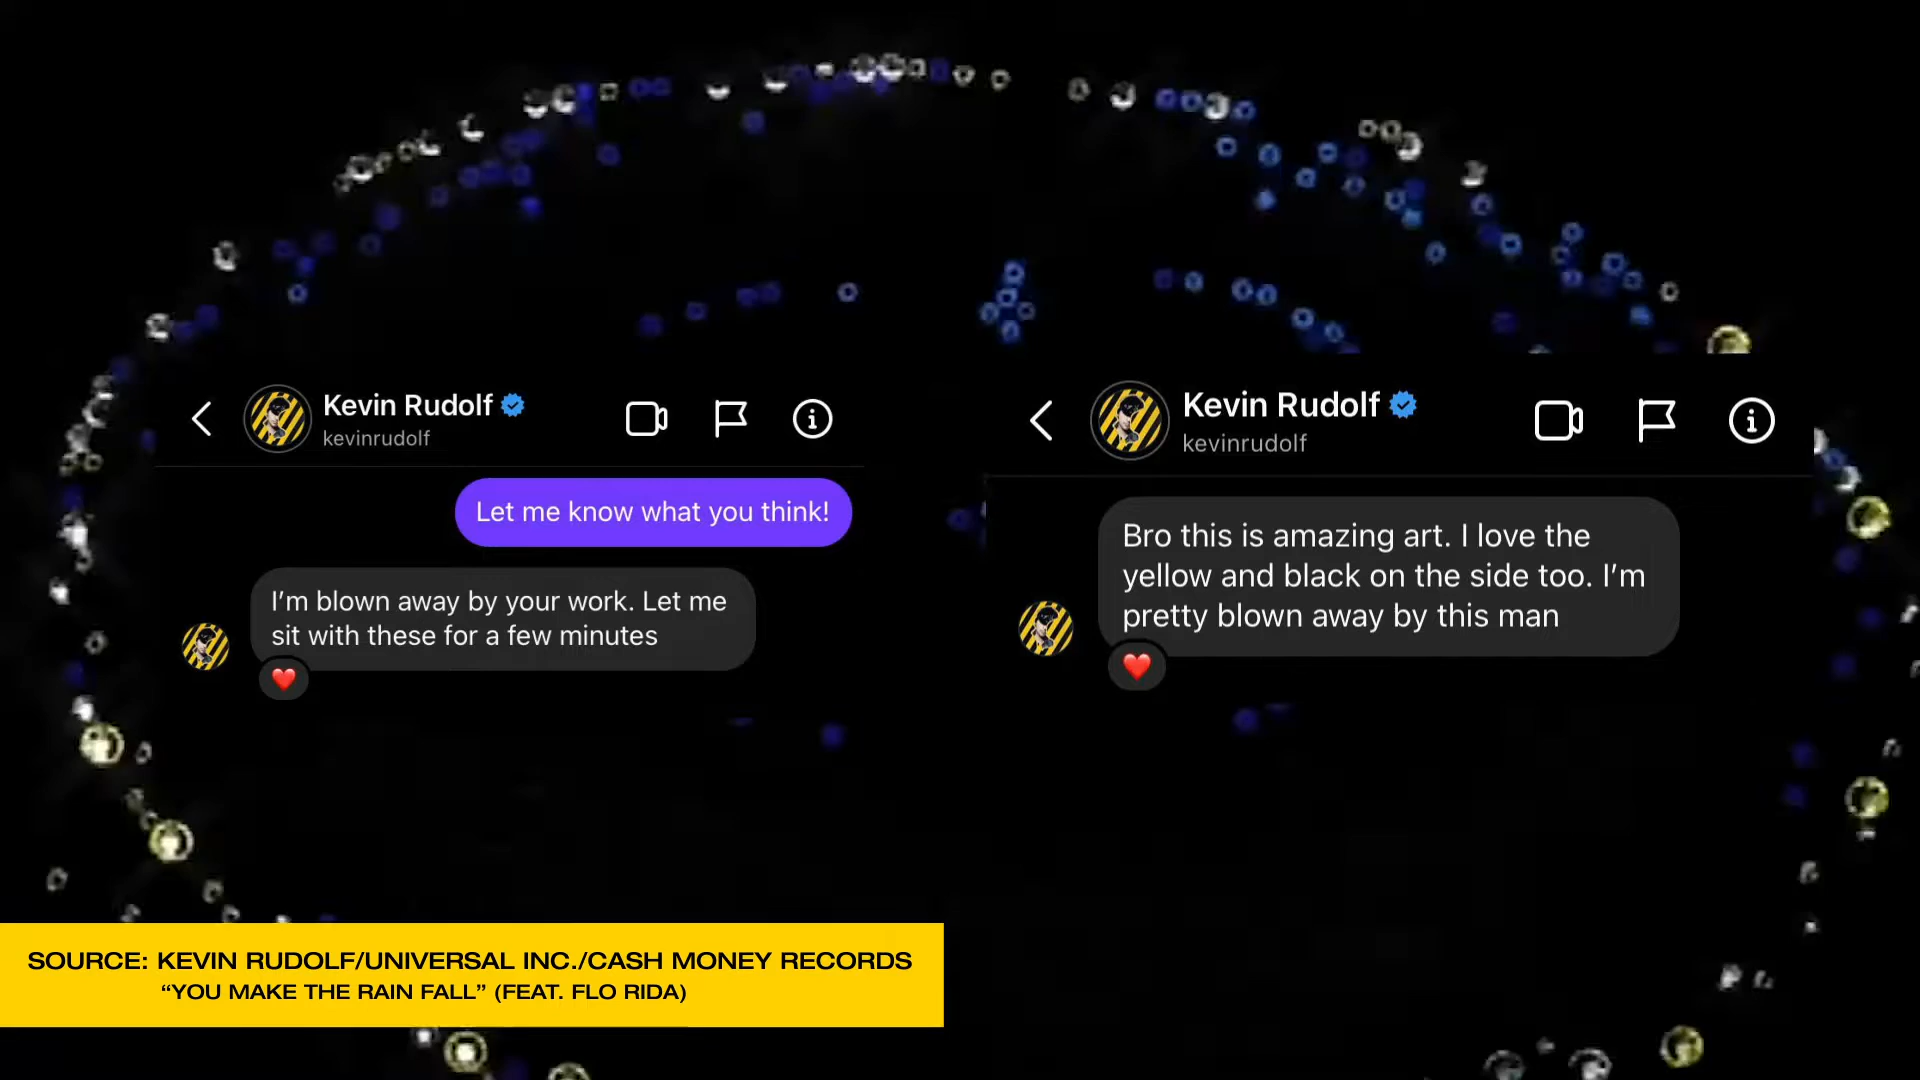 Kevin Rudolf
kevinrudolf
Let me know what you think!
I’m blown away by your work. Let me
sit with these for a few minutes
Kevin Rudolf
kevinrudolf
Bro this is amazing art. I love the
yellow and black on the side too. I’m
pretty blown away by this man
SOURCE: KEVIN RUDOLF/UNIVERSAL INC./CASH MONEY RECORDS
“YOU MAKE THE RAIN FALL” (FEAT. FLO RIDA)